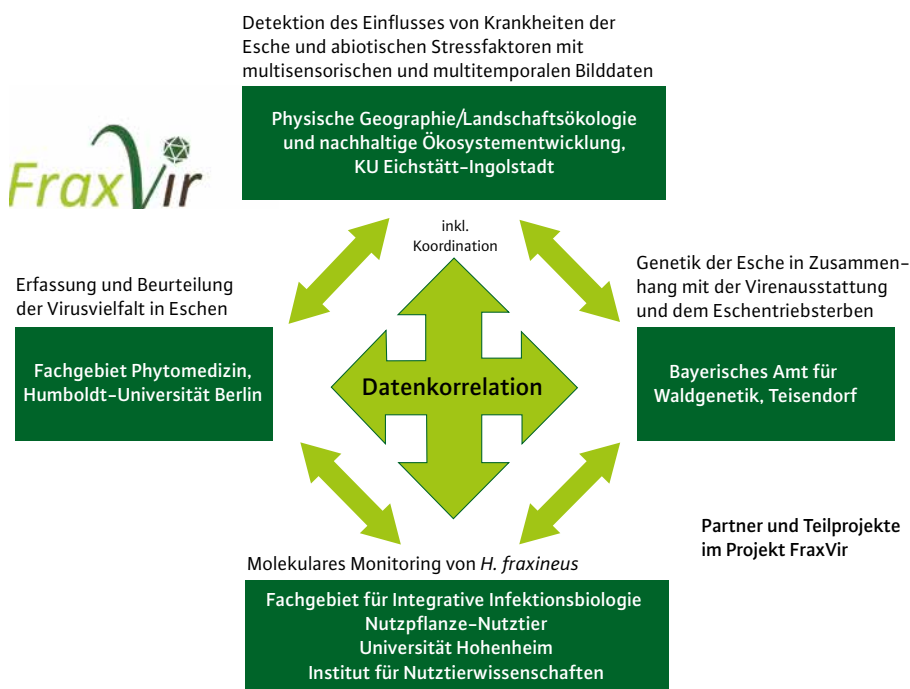 Detektion des Einflusses von Krankheiten der
Esche und abiotischen Stressfaktoren mit
multisensorischen und multitemporalen Bilddaten
Physische Geographie/Landschaftsökologie
und nachhaltige Ökosystementwicklung,
KU Eichstätt-Ingolstadt
FraxVir
inkl.
Koordination
Erfassung und Beurteilung
der Virusvielfalt in Eschen
Fachgebiet Phytomedizin,
Humboldt-Universität Berlin
Datenkorrelation
Genetik der Esche in Zusammen-
hang mit der Virenausstattung
und dem Eschentriebsterben
Bayerisches Amt für
Waldgenetik, Teisendorf
Partner und Teilprojekte
im Projekt FraxVir
Molekulares Monitoring von H. fraxineus
Fachgebiet für Integrative Infektionsbiologie
Nutzpflanze-Nutztier
Universität Hohenheim
Institut für Nutztierwissenschaften